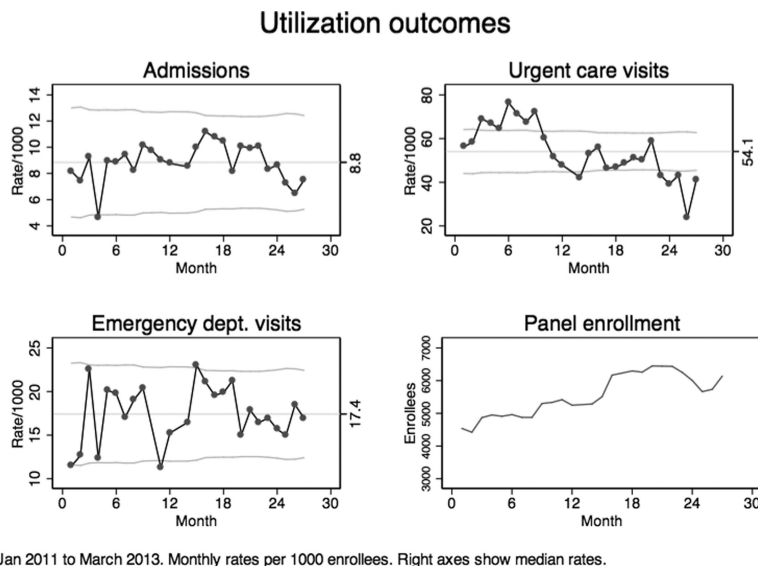 Utilization outcomes
Admissions
Urgent care visits
Rate/1000
4 6 8 10 12 14
0 6 12 18 24 30
Month
8.8
Rate/1000
20 40 60 80
0 6 12 18 24 30
Month
54.1
Emergency dept. visits
Panel enrollment
Rate/1000
10 15 20 25
0 6 12 18 24 30
Month
17.4
Enrollees
3000 4000 5000 6000 7000
0 6 12 18 24 30
Month
Jan 2011 to March 2013. Monthly rates per 1000 enrollees. Right axes show median rates.